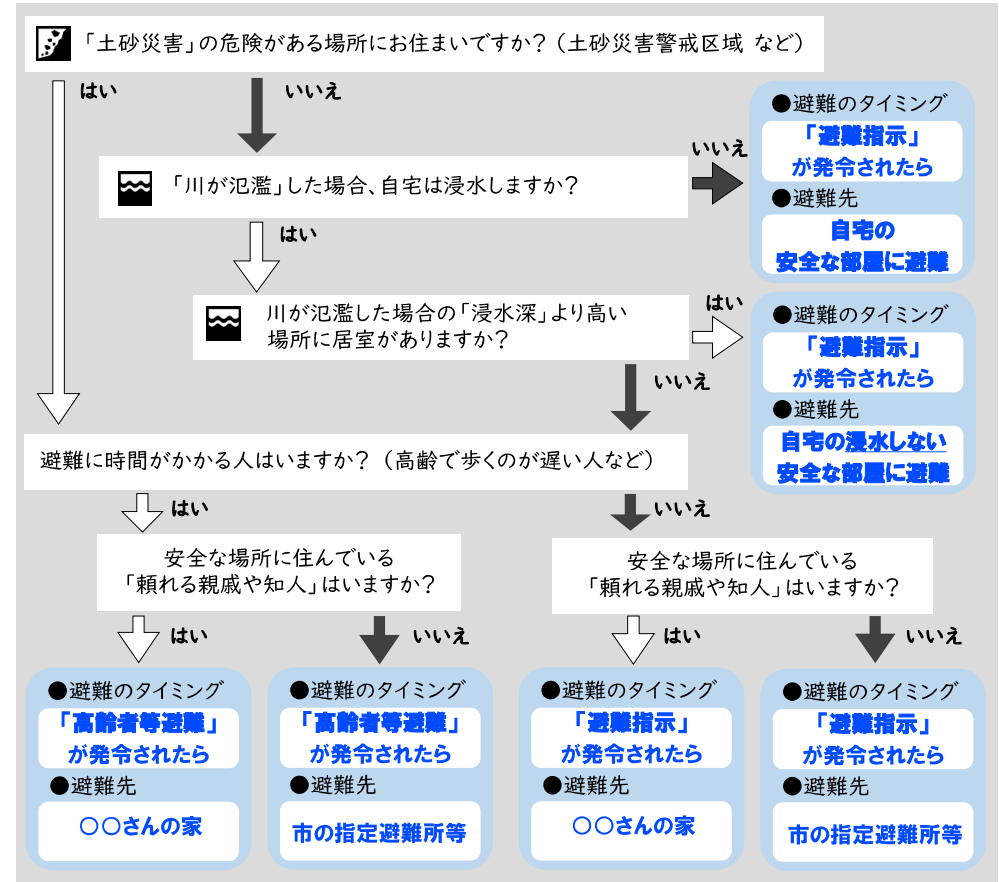 「土砂災害」の危険がある場所にお住まいですか？（土砂災害警戒区域 など）
はい
いいえ
「川が氾濫」した場合、自宅は浸水しますか？
いいえ
●避難のタイミング
「避難指示」
が発令されたら
●避難先
自宅の
安全な部屋に避難
はい
川が氾濫した場合の「浸水深」より高い
場所に居室がありますか？
はい
●避難のタイミング
「避難指示」
が発令されたら
●避難先
自宅の浸水しない
安全な部屋に避難
いいえ
避難に時間がかかる人はいますか？（高齢で歩くのが遅い人など）
はい
いいえ
安全な場所に住んでいる
「頼れる親戚や知人」はいますか？
安全な場所に住んでいる
「頼れる親戚や知人」はいますか？
はい
いいえ
はい
いいえ
●避難のタイミング
「高齢者等避難」
が発令されたら
●避難先
○○さんの家
●避難のタイミング
「高齢者等避難」
が発令されたら
●避難先
市の指定避難所等
●避難のタイミング
「避難指示」
が発令されたら
●避難先
○○さんの家
●避難のタイミング
「避難指示」
が発令されたら
●避難先
市の指定避難所等